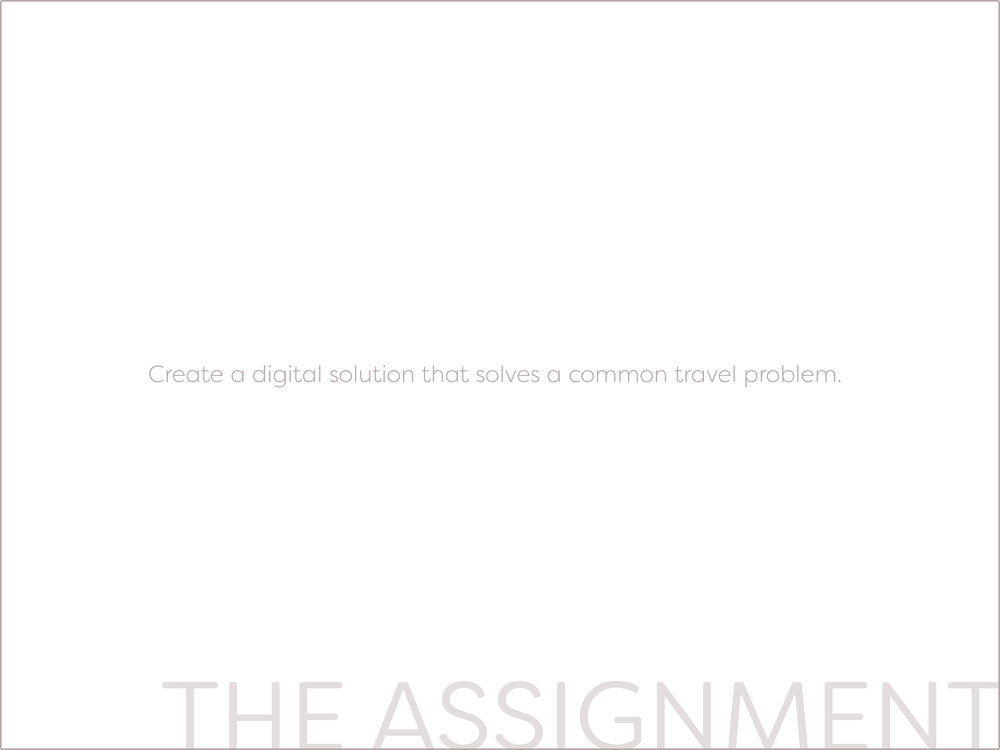 Create a digital solution that solves a common travel problem.
THE ASSIGNMENT